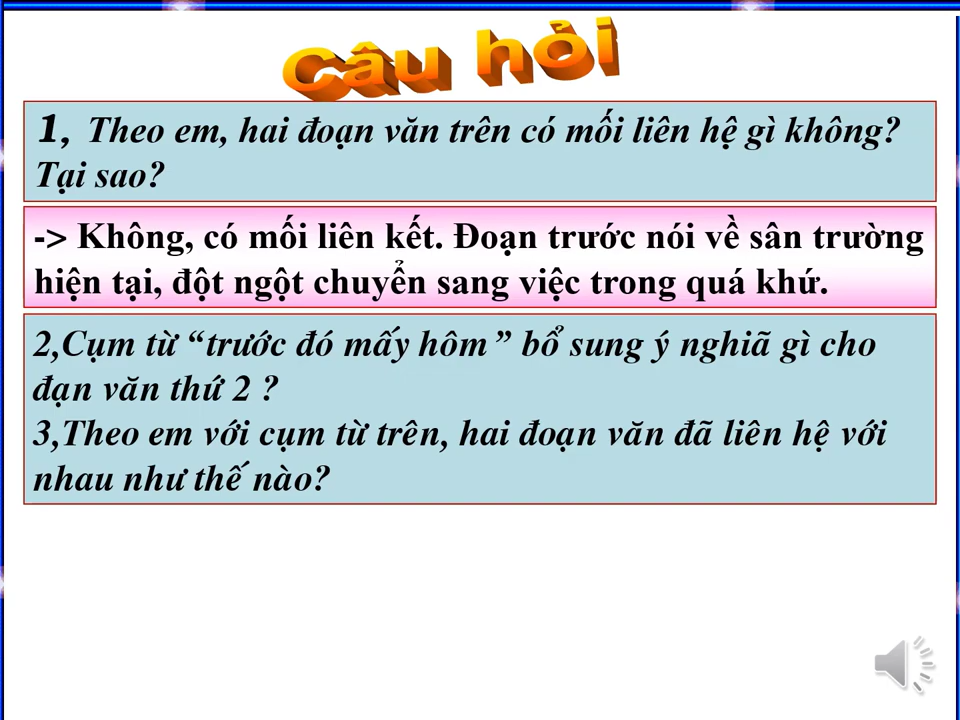 Câu hỏi
1, Theo em, hai đoạn văn trên có mối liên hệ gì không?
Tại sao?
-> Không, có mối liên kết. Đoạn trước nói về sân trường
hiện tại, đột ngột chuyển sang việc trong quá khứ.
2,Cụm từ “trước đó mấy hôm” bổ sung ý nghiã gì cho
đạn văn thứ 2 ?
3,Theo em với cụm từ trên, hai đoạn văn đã liên hệ với
nhau như thế nào?